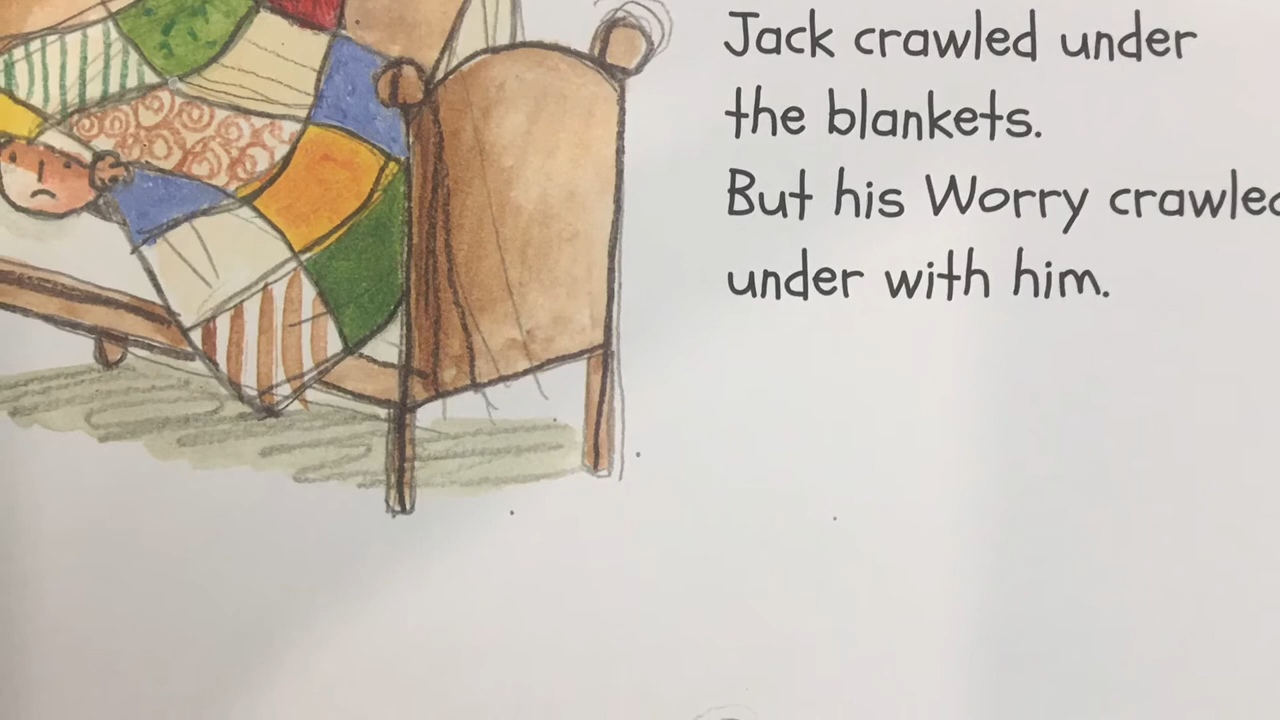 Jack crawled under
the blankets.
But his Worry crawled
under with him.